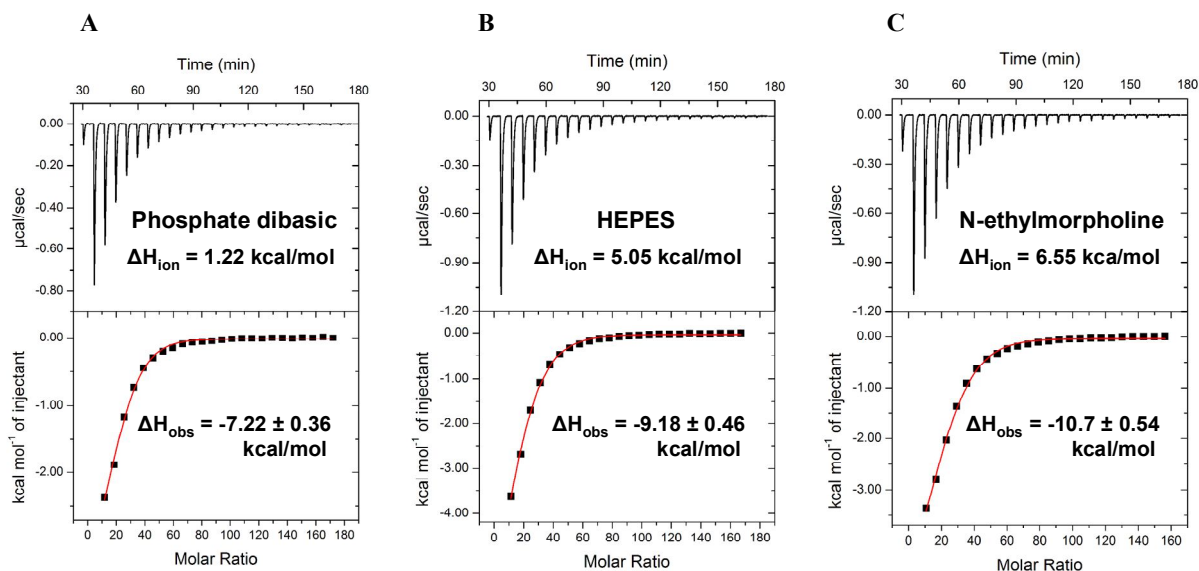 A
B
C
Time (min)
30 60 90 120 150 180
0.00
-0.20
-0.40
-0.60
-0.80
µcal/sec
Phosphate dibasic
ΔHion = 1.22 kcal/mol
0.00
-1.00
-2.00
kcal mol-1 of injectant
ΔHobs = -7.22 ± 0.36
kcal/mol
0 20 40 60 80 100 120 140 160 180
Molar Ratio
Time (min)
30 60 90 120 150 180
0.00
-0.30
-0.60
-0.90
-1.20
µcal/sec
HEPES
ΔHion = 5.05 kcal/mol
0.00
-1.00
-2.00
-3.00
-4.00
kcal mol-1 of injectant
ΔHobs = -9.18 ± 0.46
kcal/mol
0 20 40 60 80 100 120 140 160 180
Molar Ratio
Time (min)
30 60 90 120 150 180
0.00
-0.30
-0.60
-0.90
-1.20
µcal/sec
N-ethylmorpholine
ΔHion = 6.55 kcal/mol
0.00
-1.00
-2.00
-3.00
kcal mol-1 of injectant
ΔHobs = -10.7 ± 0.54
kcal/mol
0 20 40 60 80 100 120 140 160
Molar Ratio